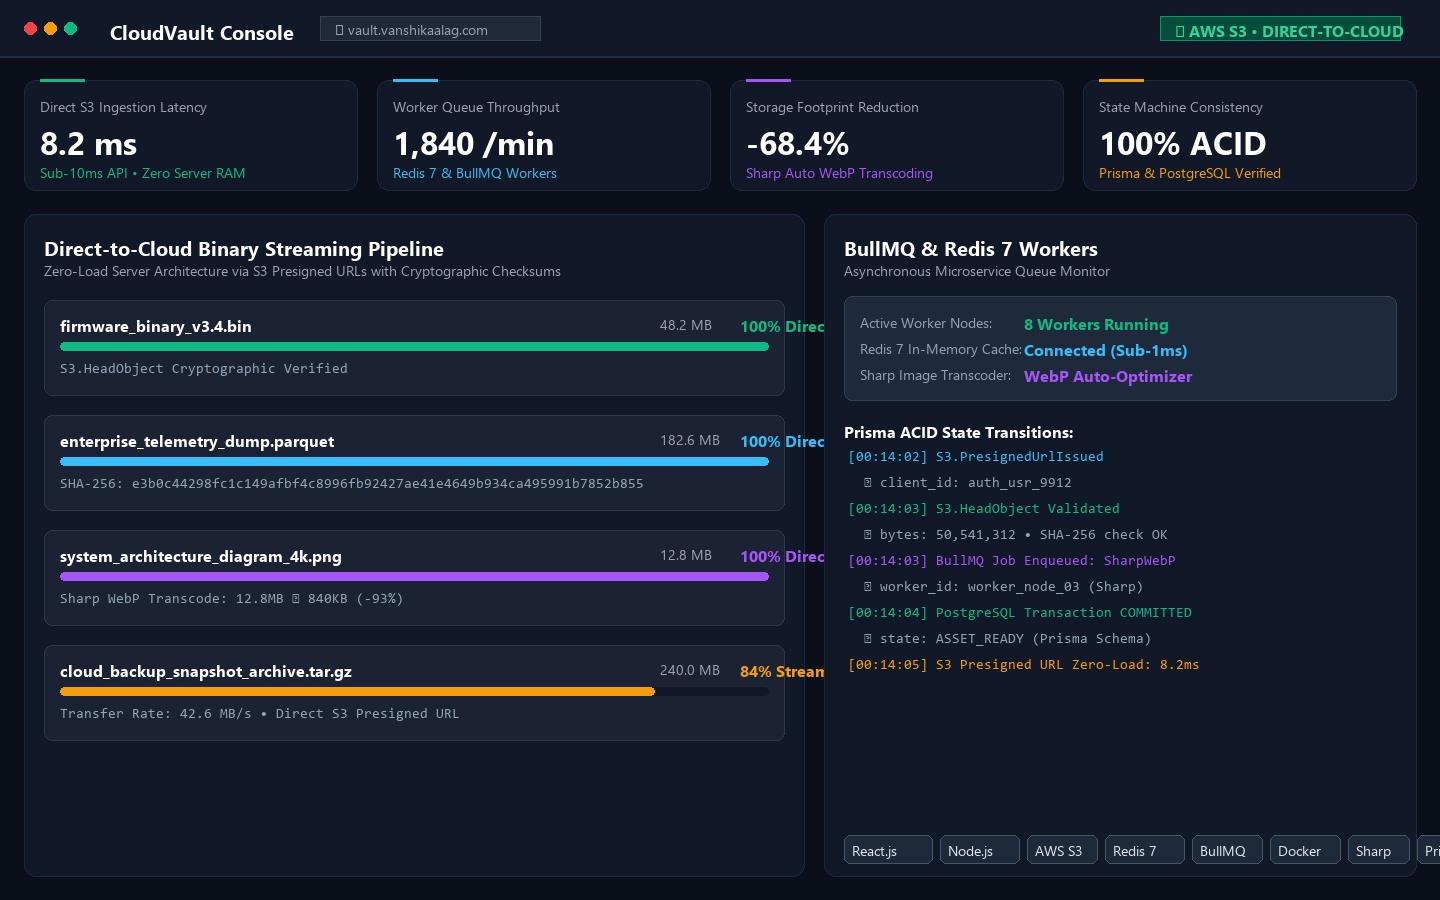 CloudVault Console
vault.vanshikaalag.com
AWS S3 • DIRECT-TO-CLOUD
Direct S3 Ingestion Latency
8.2 ms
Sub-10ms API • Zero Server RAM
Worker Queue Throughput
1,840 /min
Redis 7 & BullMQ Workers
Storage Footprint Reduction
-68.4%
Sharp Auto WebP Transcoding
State Machine Consistency
100% ACID
Prisma & PostgreSQL Verified
Direct-to-Cloud Binary Streaming Pipeline
Zero-Load Server Architecture via S3 Presigned URLs with Cryptographic Checksums
firmware_binary_v3.4.bin 48.2 MB 100% Direc
S3.HeadObject Cryptographic Verified
enterprise_telemetry_dump.parquet 182.6 MB 100% Direc
SHA-256: e3b0c44298fc1c149afbf4c8996fb92427ae41e4649b934ca495991b7852b855
system_architecture_diagram_4k.png 12.8 MB 100% Direc
Sharp WebP Transcode: 12.8MB 840KB (-93%)
cloud_backup_snapshot_archive.tar.gz 240.0 MB 84% Stream
Transfer Rate: 42.6 MB/s • Direct S3 Presigned URL
BullMQ & Redis 7 Workers
Asynchronous Microservice Queue Monitor
Active Worker Nodes: 8 Workers Running
Redis 7 In-Memory Cache: Connected (Sub-1ms)
Sharp Image Transcoder: WebP Auto-Optimizer
Prisma ACID State Transitions:
[00:14:02] S3.PresignedUrlIssued
client_id: auth_usr_9912
[00:14:03] S3.HeadObject Validated
bytes: 50,541,312 • SHA-256 check OK
[00:14:03] BullMQ Job Enqueued: SharpWebP
worker_id: worker_node_03 (Sharp)
[00:14:04] PostgreSQL Transaction COMMITTED
state: ASSET_READY (Prisma Schema)
[00:14:05] S3 Presigned URL Zero-Load: 8.2ms
React.js Node.js AWS S3 Redis 7 BullMQ Docker Sharp Pri